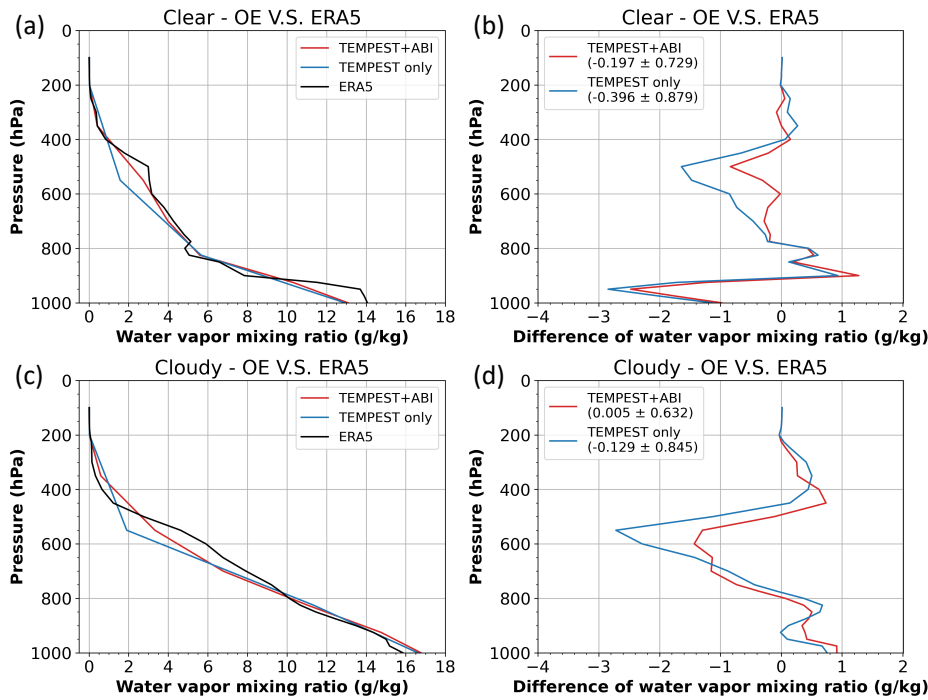 (a)
Clear - OE V.S. ERA5
TEMPEST+ABI
TEMPEST only
ERA5
0
200
400
600
800
1000
Pressure (hPa)
0 2 4 6 8 10 12 14 16 18
Water vapor mixing ratio (g/kg)
(b)
Clear - OE V.S. ERA5
TEMPEST+ABI
(-0.197 ± 0.729)
TEMPEST only
(-0.396 ± 0.879)
0
200
400
600
800
1000
Pressure (hPa)
−4 −3 −2 −1 0 1 2
Difference of water vapor mixing ratio (g/kg)
(c)
Cloudy - OE V.S. ERA5
TEMPEST+ABI
TEMPEST only
ERA5
0
200
400
600
800
1000
Pressure (hPa)
0 2 4 6 8 10 12 14 16 18
Water vapor mixing ratio (g/kg)
(d)
Cloudy - OE V.S. ERA5
TEMPEST+ABI
(0.005 ± 0.632)
TEMPEST only
(-0.129 ± 0.845)
0
200
400
600
800
1000
Pressure (hPa)
−4 −3 −2 −1 0 1 2
Difference of water vapor mixing ratio (g/kg)